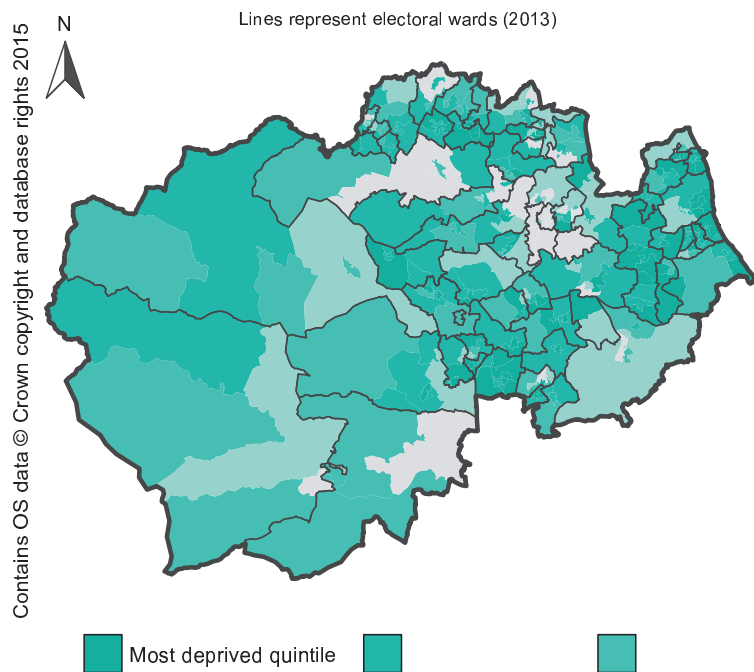 Lines represent electoral wards (2013)
N
Contains OS data © Crown copyright and database rights 2015
Most deprived quintile